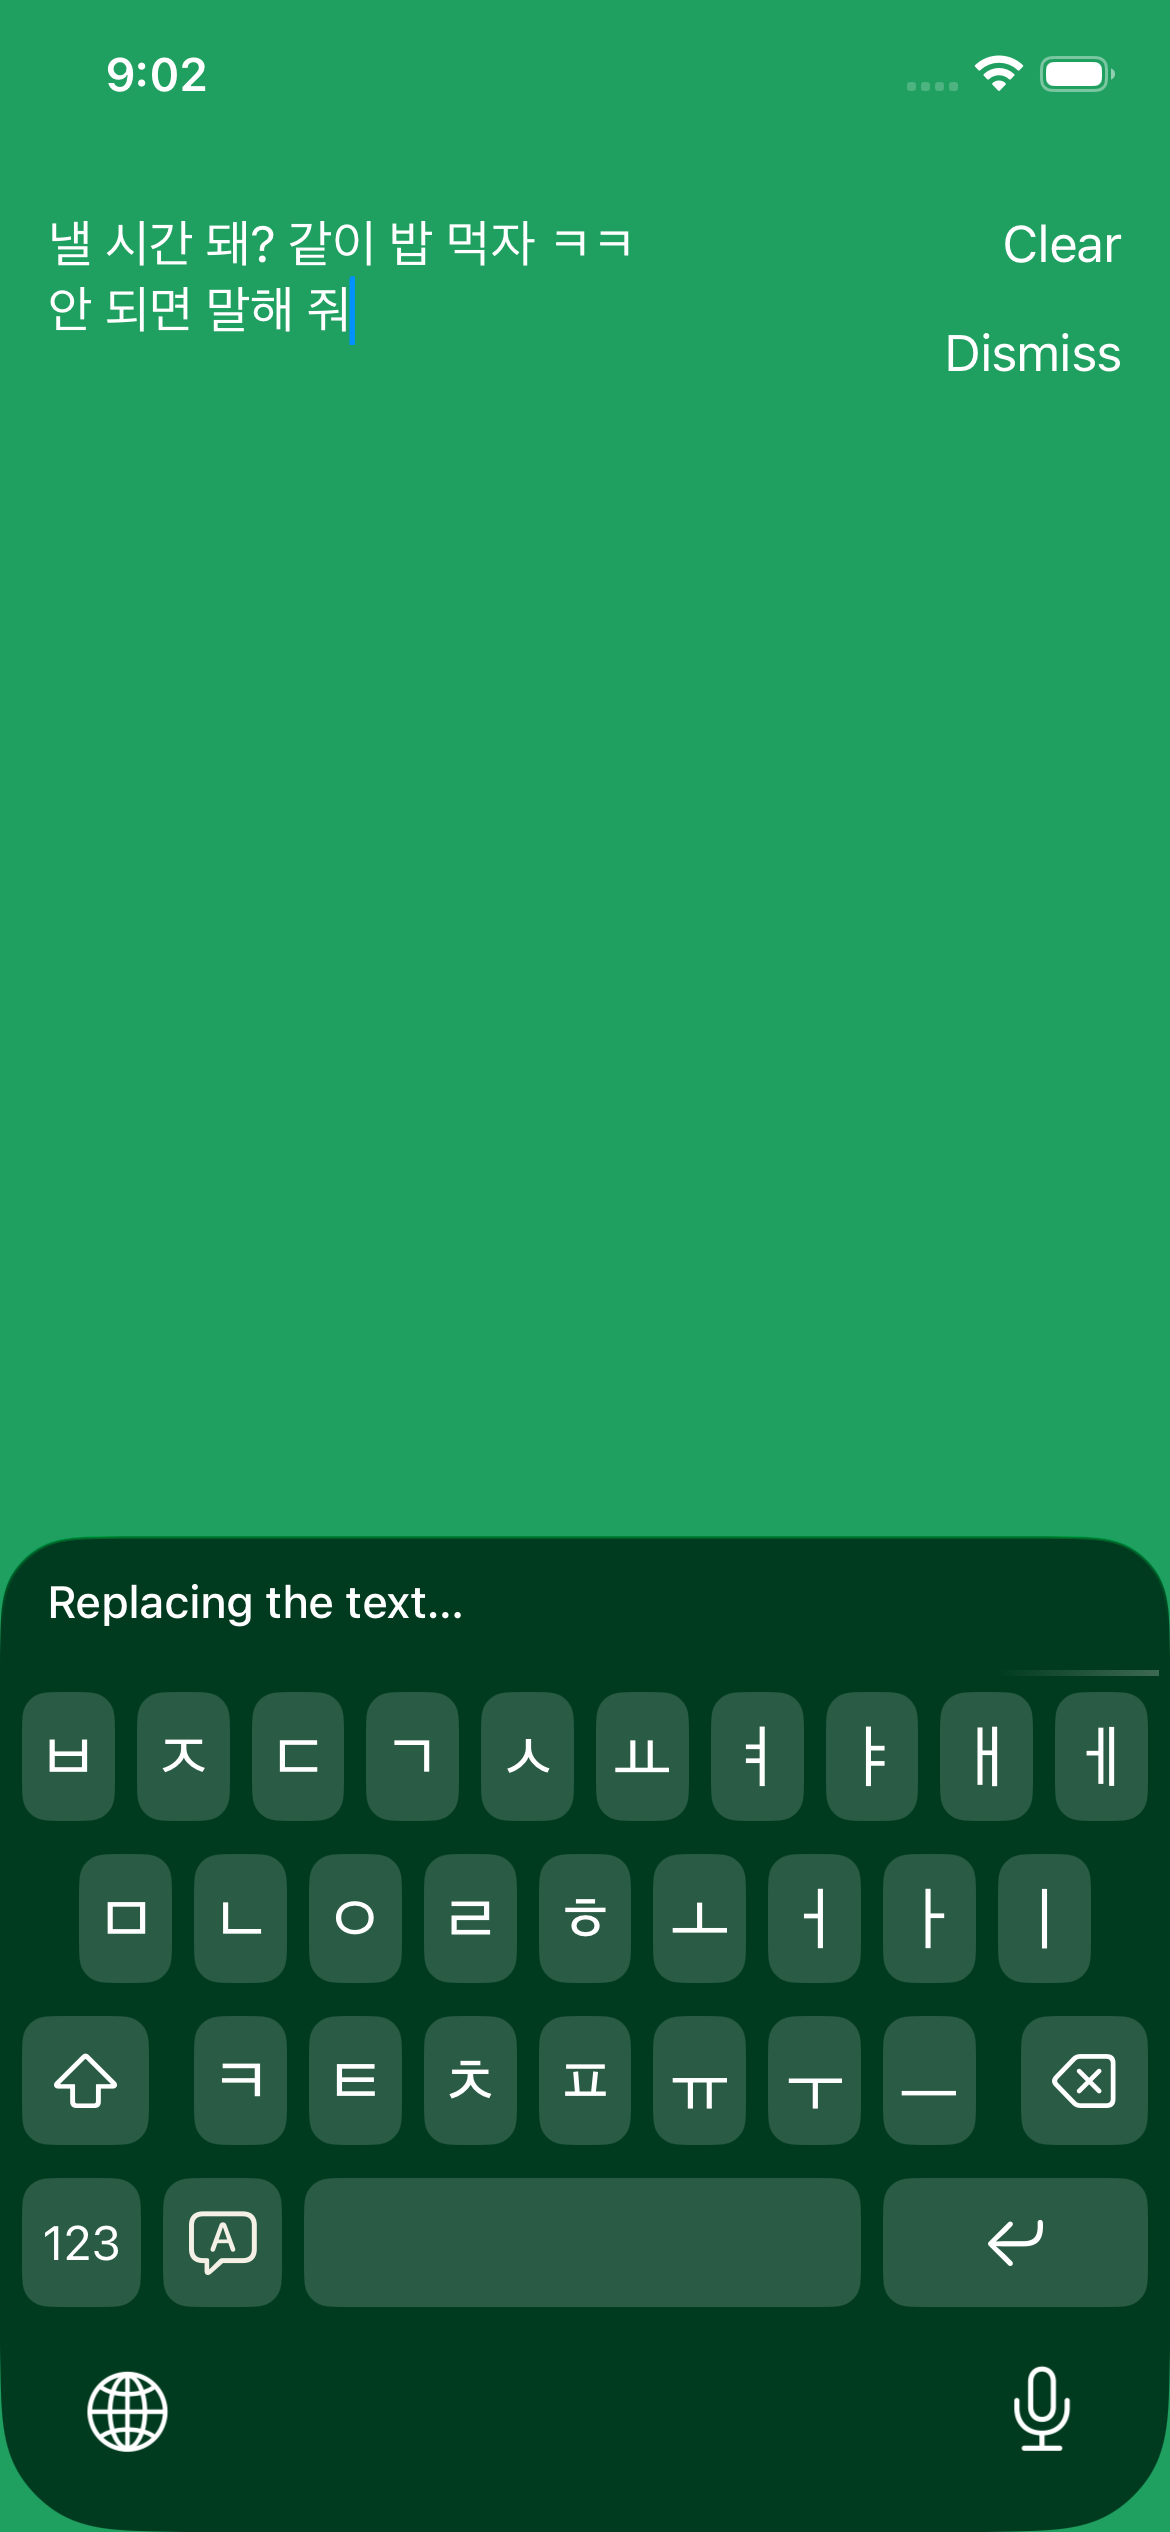 9:02
낼 시간 돼? 같이 밥 먹자 ㅋㅋ
안 되면 말해 줘
Clear
Dismiss
Replacing the text...
ㅂ ㅈ ㄷ ㄱ ㅅ ㅛ ㅕ ㅑ ㅐ ㅔ
ㅁ ㄴ ㅇ ㄹ ㅎ ㅗ ㅓ ㅏ ㅣ
ㅋ ㅌ ㅊ ㅍ ㅠ ㅜ ㅡ
123 A